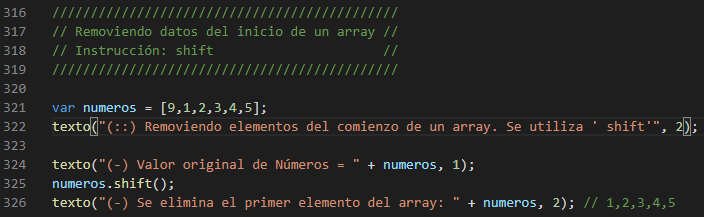 316 //////////////////////////////////////////////
317 // Removiendo datos del inicio de un array //
318 // Instrucción: shift                      //
319 //////////////////////////////////////////////
320
321 var numeros = [9,1,2,3,4,5];
322 texto("(::) Removiendo elementos del comienzo de un array. Se utiliza ' shift'", 2);
323
324 texto("(-) Valor original de Números = " + numeros, 1);
325 numeros.shift();
326 texto("(-) Se elimina el primer elemento del array: " + numeros, 2); // 1,2,3,4,5